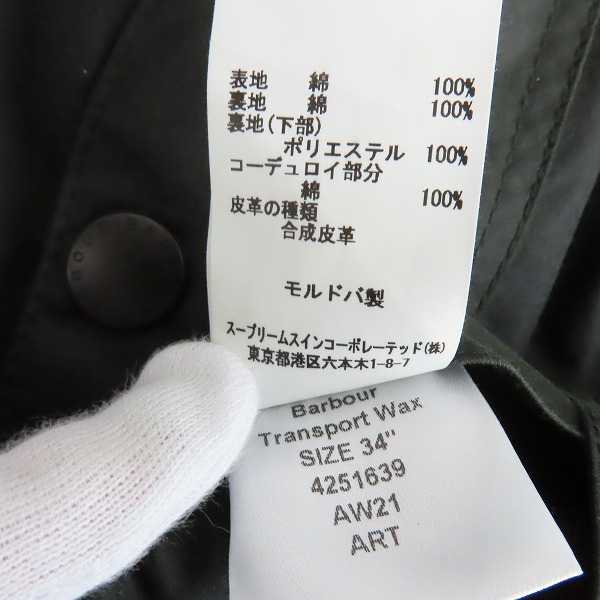 表地 綿 100%
裏地 綿 100%
裏地(下部)
ポリエステル 100%
コーデュロイ部分
綿 100%
皮革の種類
合成皮革
モルドバ製
スープリームスインコーポレーテッド(株)
東京都港区六本木1-8-7
Barbour
Transport Wax
SIZE 34"
4251639
AW21
ART